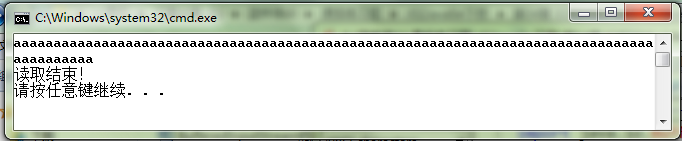 C:\Windows\system32\cmd.exe
aaaaaaaaaaaaaaaaaaaaaaaaaaaaaaaaaaaaaaaaaaaaaaaaaaaaaaaaaaaaaaaaaaaaaaaaaaaaaaaa
aaaaaaaaaa
读取结束!
请按任意键继续. . .